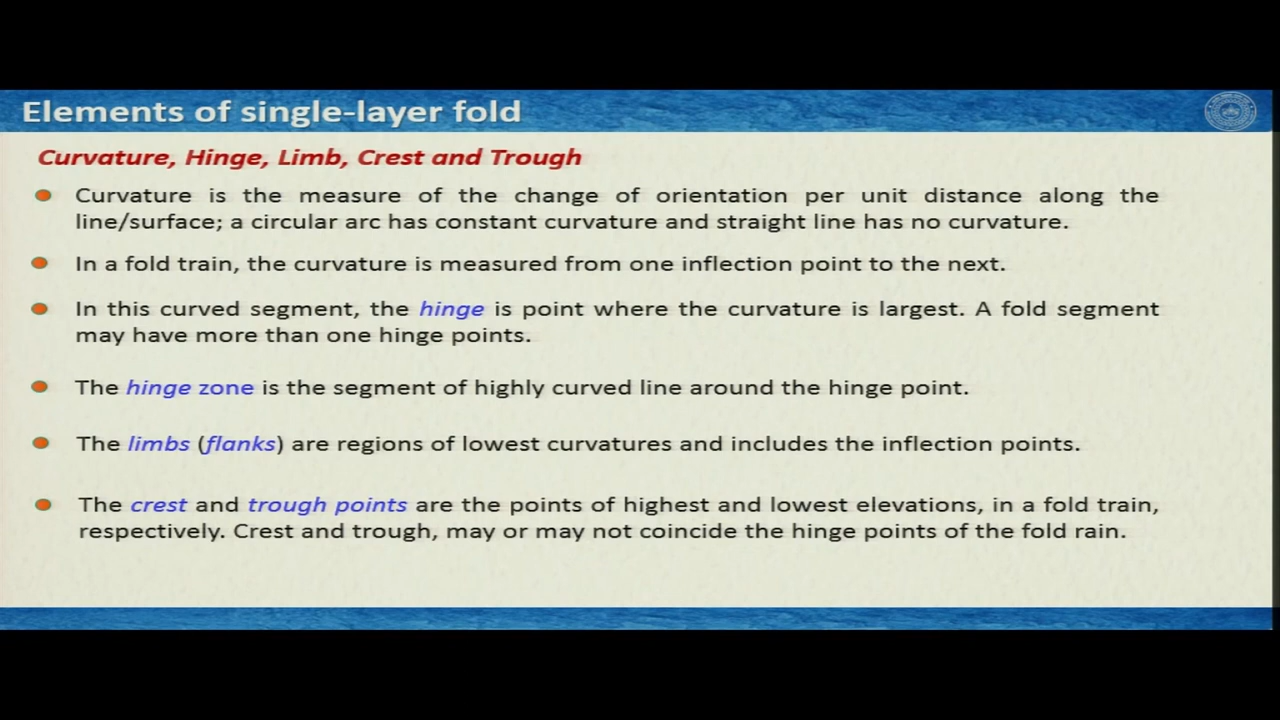 Elements of single-layer fold
Curvature, Hinge, Limb, Crest and Trough
Curvature is the measure of the change of orientation per unit distance along the
line/surface; a circular arc has constant curvature and straight line has no curvature.
In a fold train, the curvature is measured from one inflection point to the next.
In this curved segment, the hinge is point where the curvature is largest. A fold segment
may have more than one hinge points.
The hinge zone is the segment of highly curved line around the hinge point.
The limbs (flanks) are regions of lowest curvatures and includes the inflection points.
The crest and trough points are the points of highest and lowest elevations, in a fold train,
respectively. Crest and trough, may or may not coincide the hinge points of the fold rain.